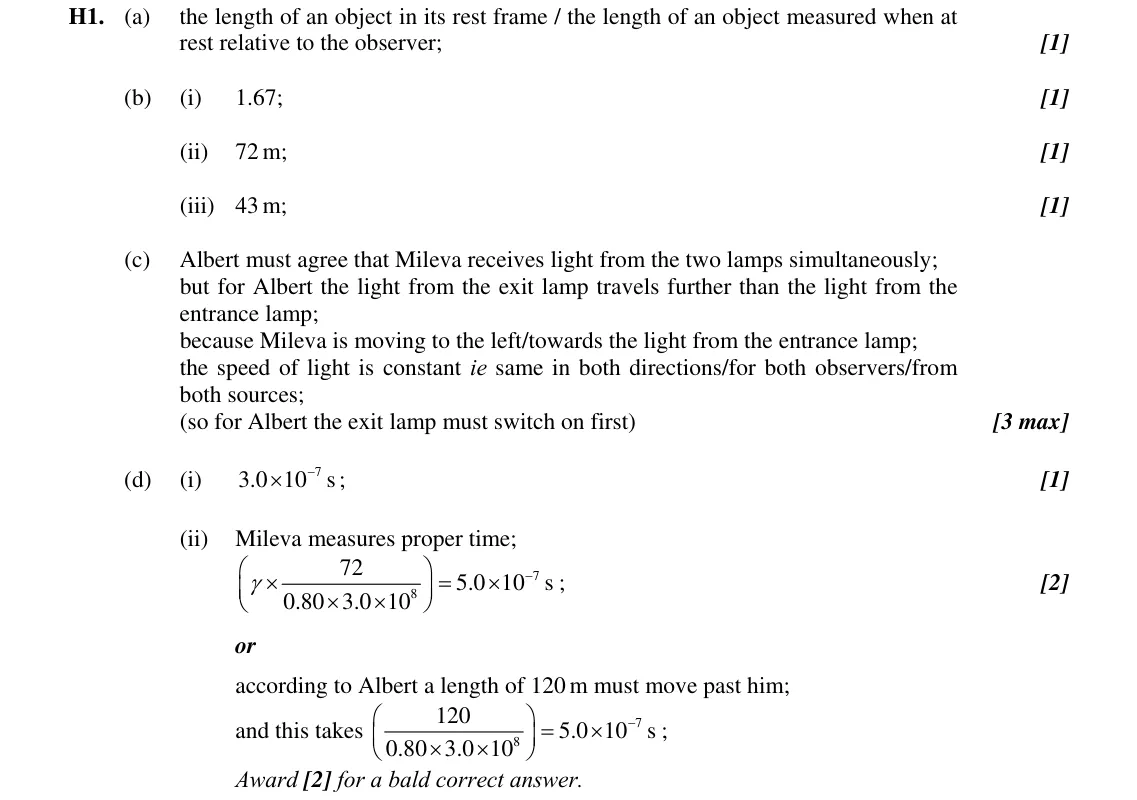 H1. (a) the length of an object in its rest frame / the length of an object measured when at
rest relative to the observer; [1]
(b) (i) 1.67; [1]
(ii) 72 m; [1]
(iii) 43 m; [1]
(c) Albert must agree that Mileva receives light from the two lamps simultaneously;
but for Albert the light from the exit lamp travels further than the light from the
entrance lamp;
because Mileva is moving to the left/towards the light from the entrance lamp;
the speed of light is constant ie same in both directions/for both observers/from
both sources;
(so for Albert the exit lamp must switch on first) [3 max]
(d) (i) 3.0×10⁻⁷ s; [1]
(ii) Mileva measures proper time;
(γ × 72 / (0.80×3.0×10⁸)) = 5.0×10⁻⁷ s; [2]
or
according to Albert a length of 120 m must move past him;
and this takes (120 / (0.80×3.0×10⁸)) = 5.0×10⁻⁷ s;
Award [2] for a bald correct answer.